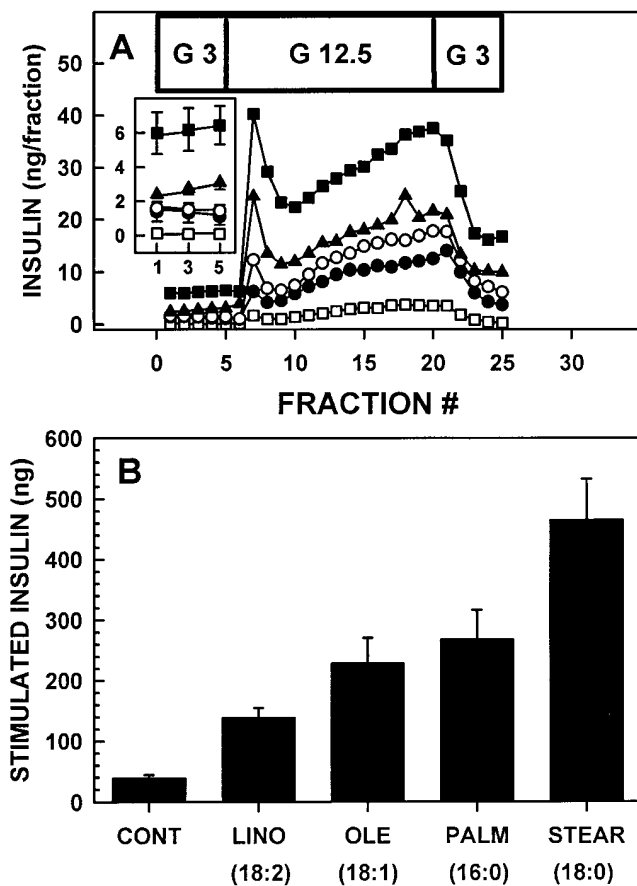 A
G 3 G 12.5 G 3
INSULIN (ng/fraction)
50
40
30
20
10
0
6
4
2
0
1 3 5
0 5 10 15 20 25 30
FRACTION #
B
STIMULATED INSULIN (ng)
600
500
400
300
200
100
0
CONT LINO OLE PALM STEAR
(18:2) (18:1) (16:0) (18:0)